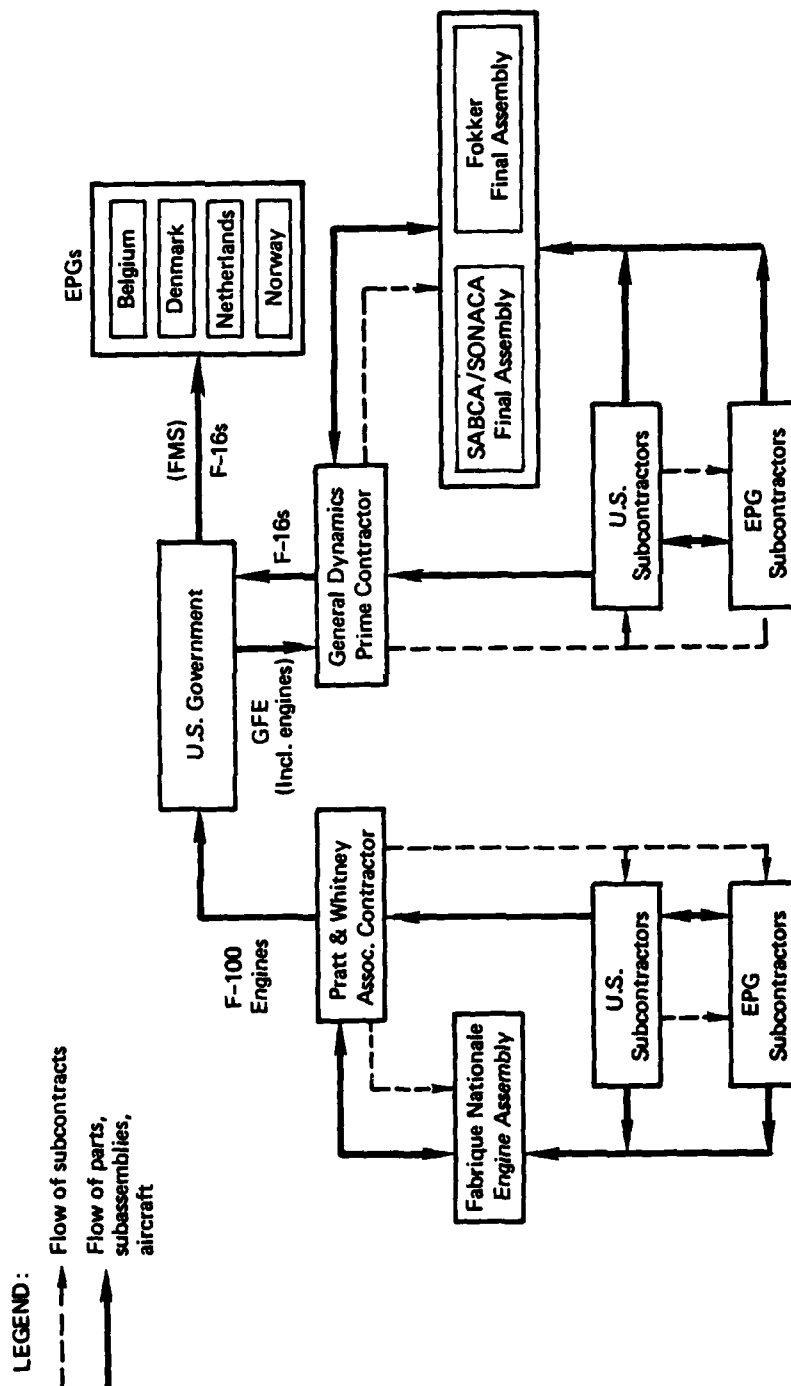 LEGEND:
Flow of subcontracts
Flow of parts,
subassemblies,
aircraft
EPGs
Belgium
Denmark
Netherlands
Norway
U.S. Government
(FMS)
F-16s
F-100
Engines
GFE
(Incl. engines)
F-16s
Pratt & Whitney
Assoc. Contractor
General Dynamics
Prime Contractor
Fabrique Nationale
Engine Assembly
SABCA/SONACA
Final Assembly
Fokker
Final Assembly
U.S.
Subcontractors
U.S.
Subcontractors
EPG
Subcontractors
EPG
Subcontractors